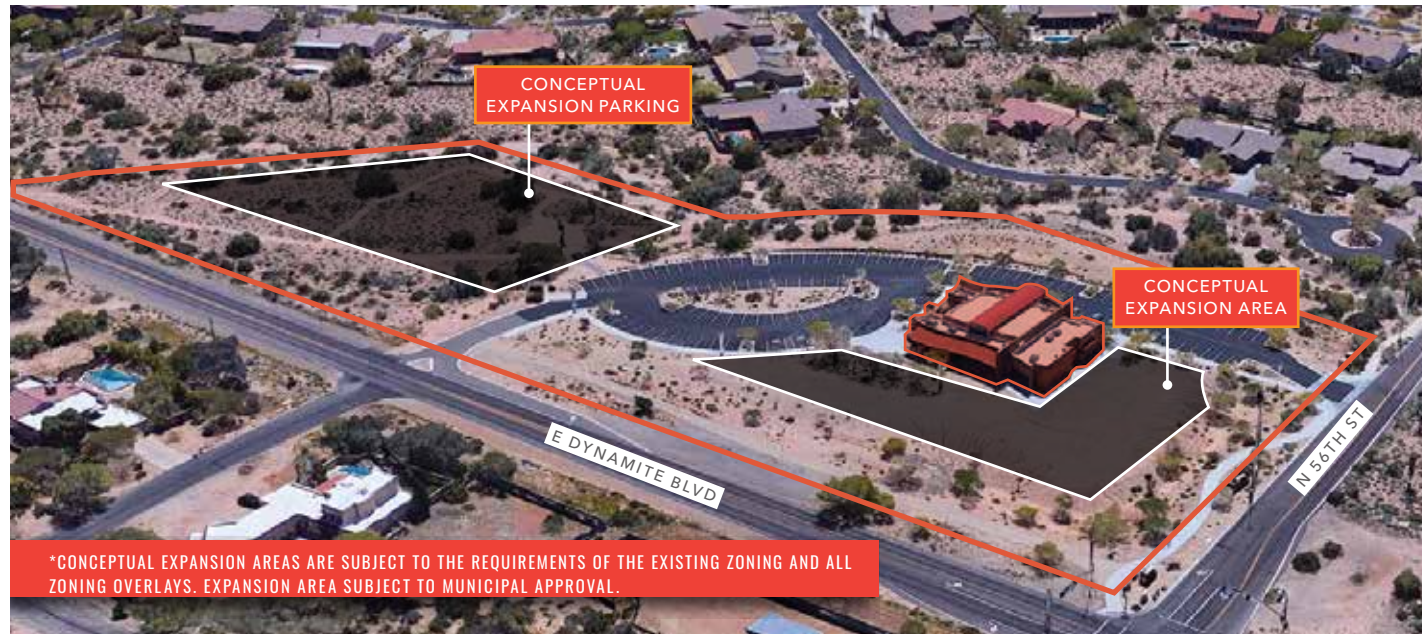 CONCEPTUAL
EXPANSION PARKING
CONCEPTUAL
EXPANSION AREA
E DYNAMITE BLVD
N 56TH ST
*CONCEPTUAL EXPANSION AREAS ARE SUBJECT TO THE REQUIREMENTS OF THE EXISTING ZONING AND ALL
ZONING OVERLAYS. EXPANSION AREA SUBJECT TO MUNICIPAL APPROVAL.